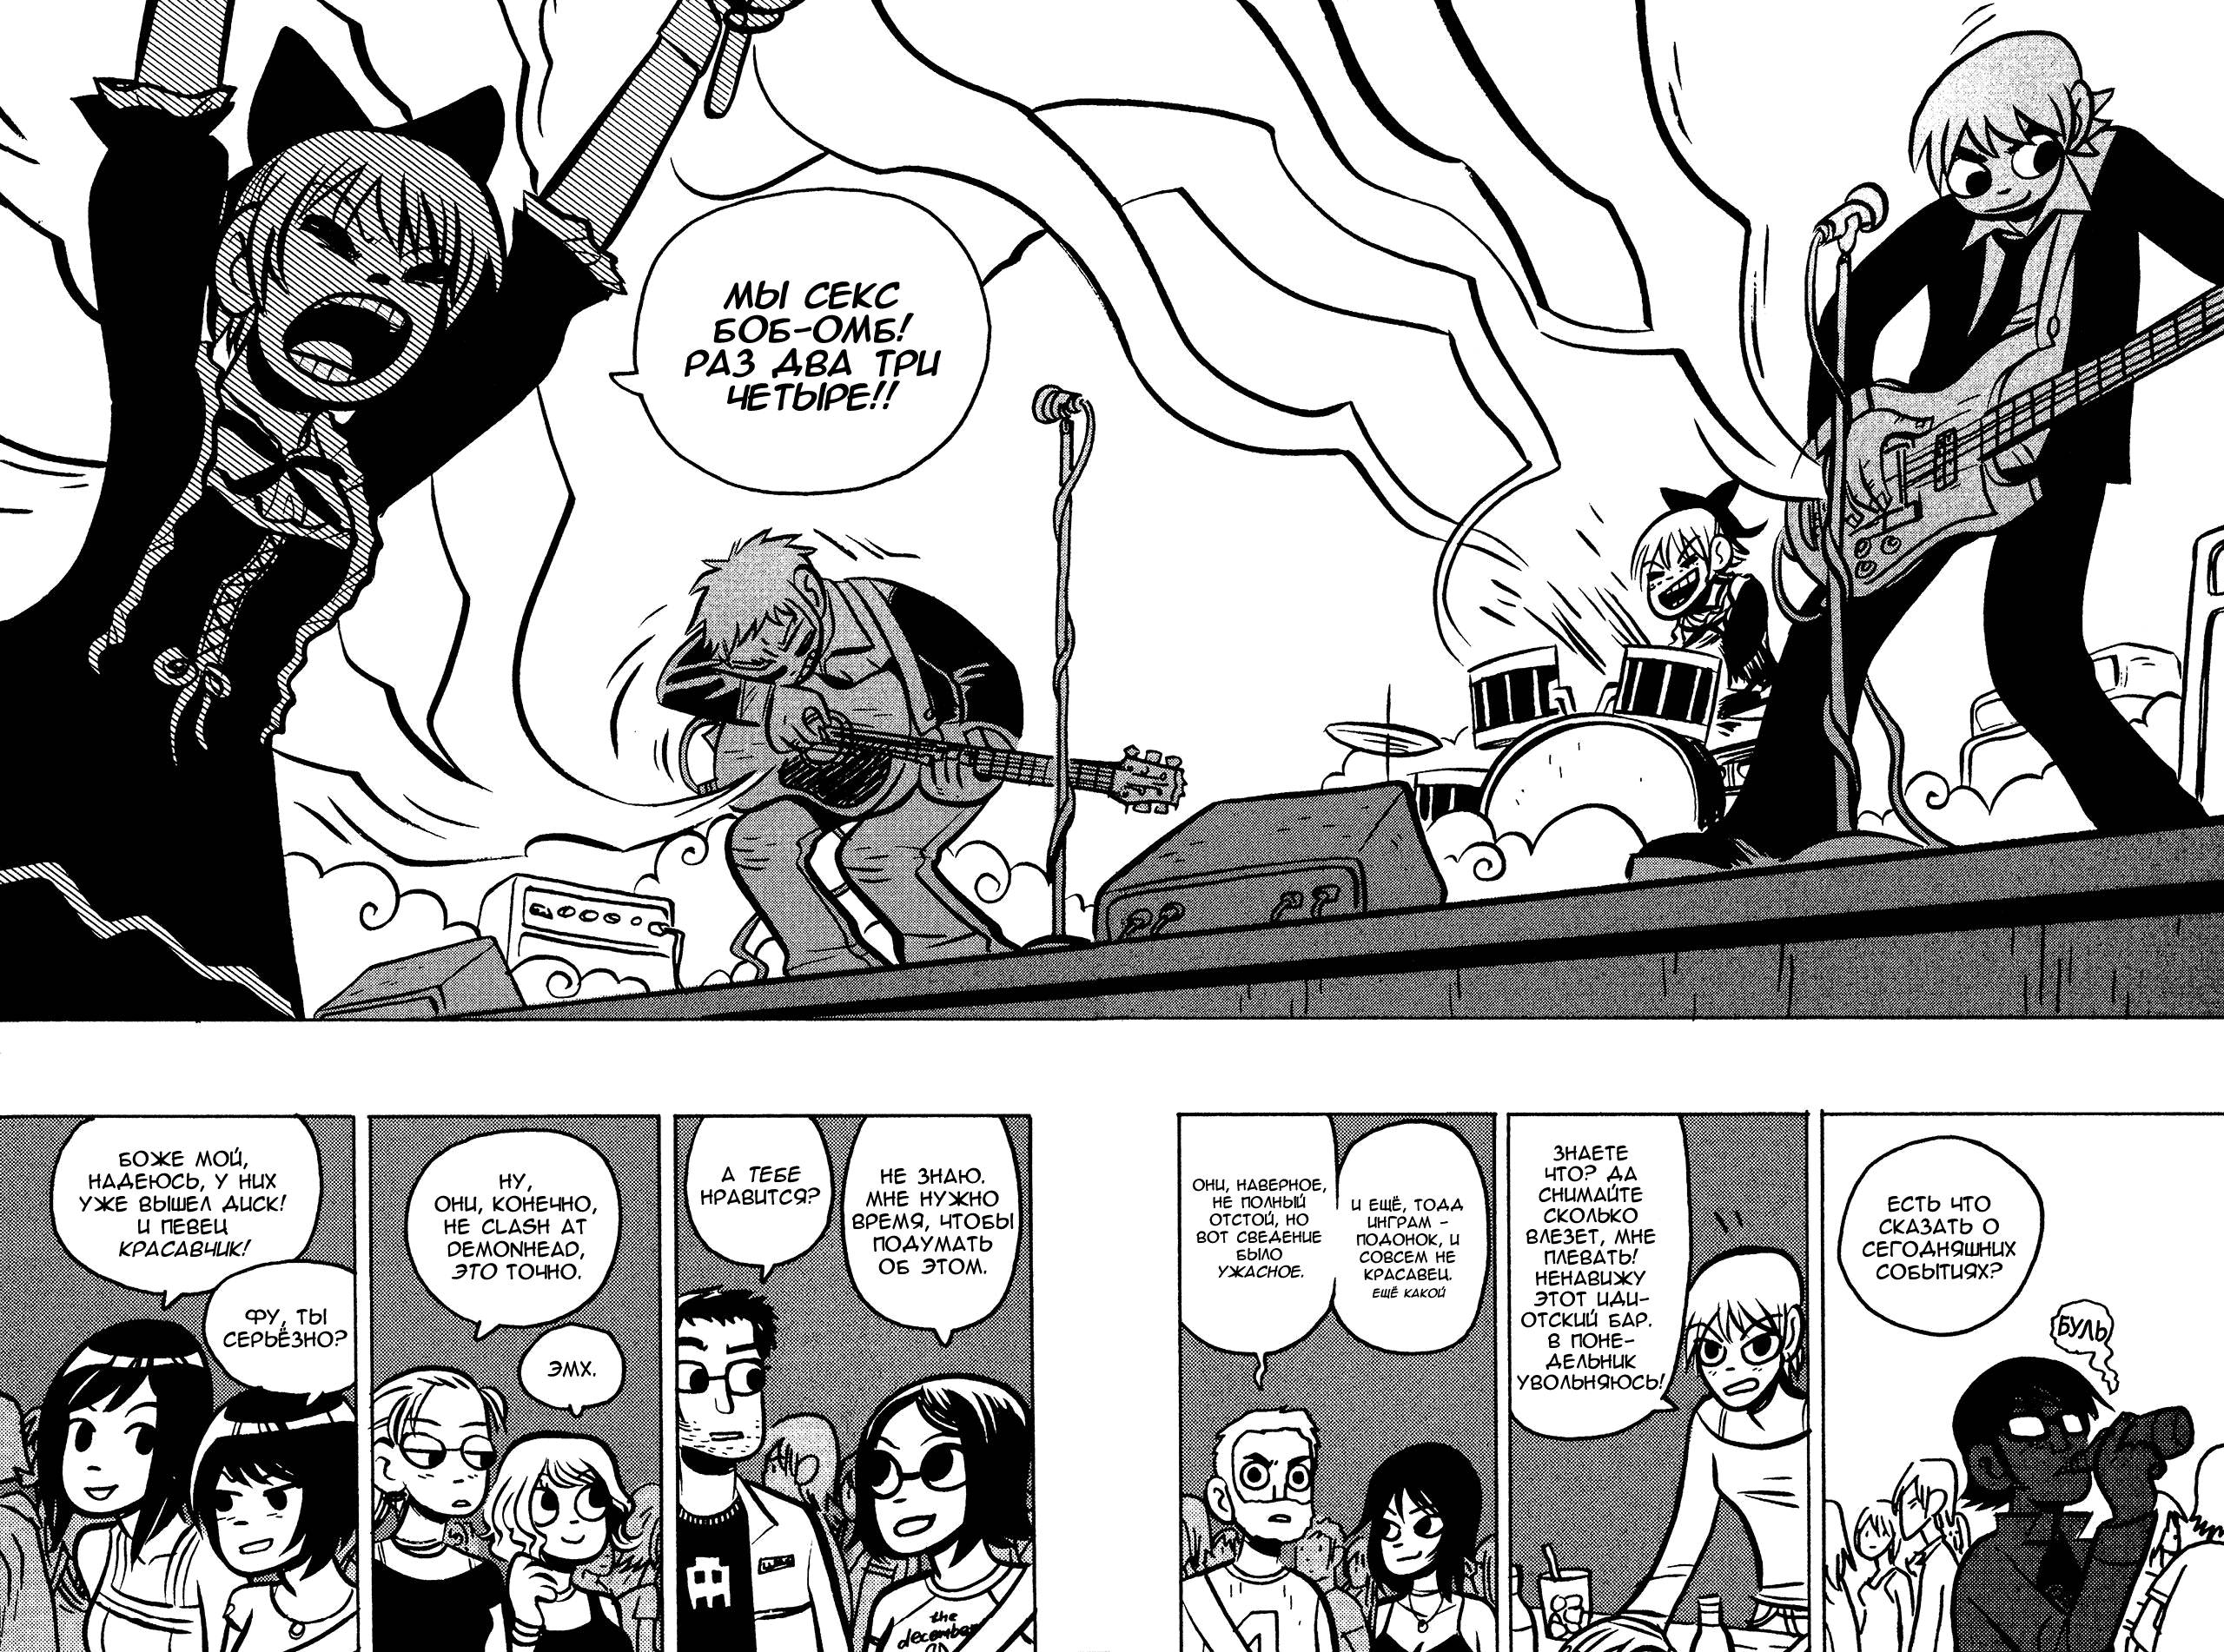 МЫ СЕКС
БОБ-ОМБ!
РАЗ ДВА ТРИ
ЧЕТЫРЕ!!
БОЖЕ МОЙ,
НАДЕЮСЬ, У НИХ
УЖЕ ВЫШЕЛ ДИСК!
И ПЕВЕЦ
КРАСАВЧИК!
ФУ, ТЫ
СЕРЬЁЗНО?
НУ,
ОНИ, КОНЕЧНО,
НЕ CLASH AT
DEMONHEAD,
ЭТО ТОЧНО.
ЭМХ.
А ТЕБЕ
НРАВИТСЯ?
НЕ ЗНАЮ.
МНЕ НУЖНО
ВРЕМЯ, ЧТОБЫ
ПОДУМАТЬ
ОБ ЭТОМ.
the
december
ОНИ, НАВЕРНОЕ,
НЕ ПОЛНЫЙ
ОТСТОЙ, НО
ВОТ СВЕДЕНИЕ
БЫЛО
УЖАСНОЕ.
И ЕЩЁ, ТОДД
ИНГРАМ -
ПОДОНОК, И
СОВСЕМ НЕ
КРАСАВЕЦ.
ЕЩЁ КАКОЙ
ЗНАЕТЕ
ЧТО? ДА
СНИМАЙТЕ
СКОЛЬКО
ВЛЕЗЕТ, МНЕ
ПЛЕВАТЬ!
НЕНАВИЖУ
ЭТОТ ИДИ-
ОТСКИЙ БАР.
В ПОНЕ-
ДЕЛЬНИК
УВОЛЬНЯЮСЬ!
ЕСТЬ ЧТО
СКАЗАТЬ О
СЕГОДНЯШНИХ
СОБЫТИЯХ?
БУЛЬ